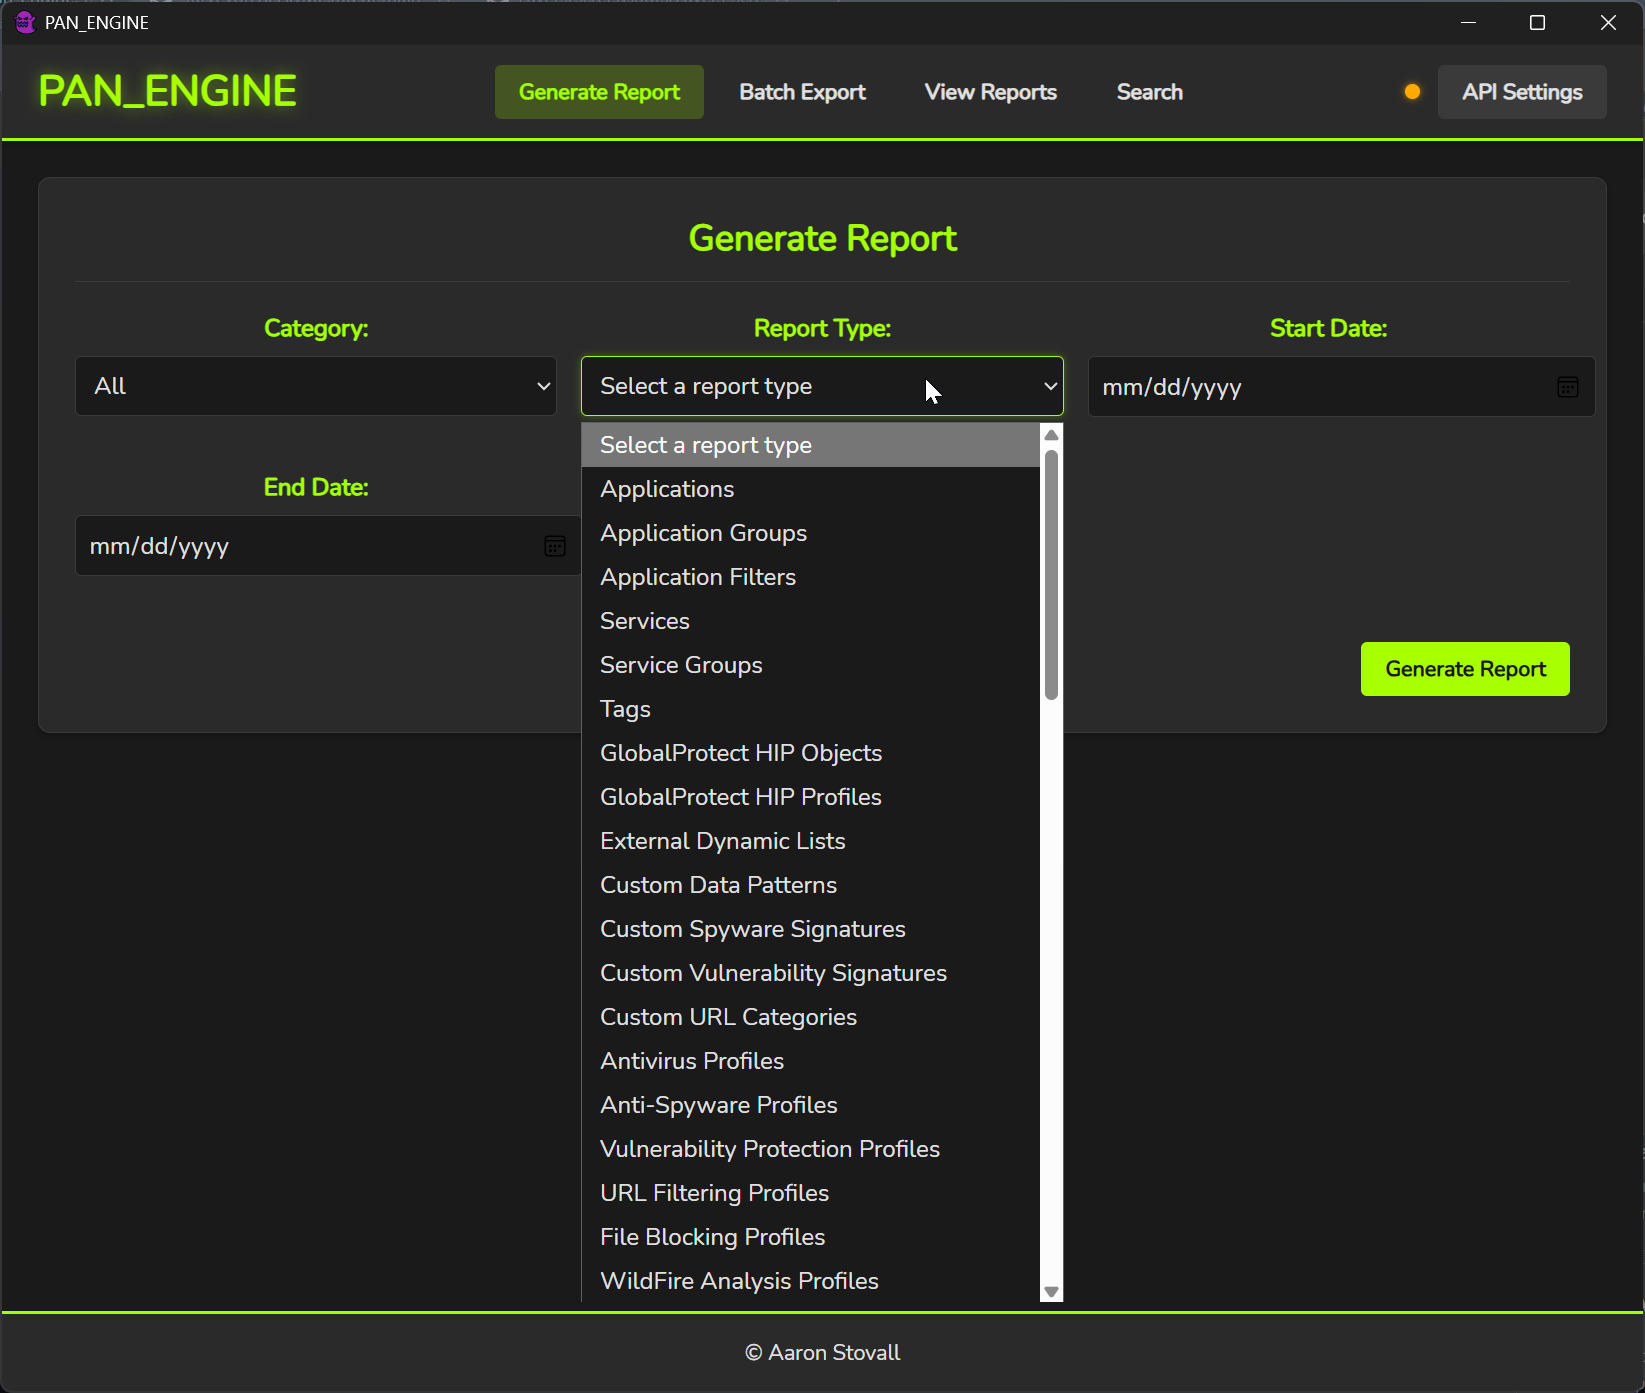 PAN_ENGINE
PAN_ENGINE
Generate Report
Batch Export
View Reports
Search
API Settings
Generate Report
Category:
Report Type:
Start Date:
All
Select a report type
mm/dd/yyyy
End Date:
mm/dd/yyyy
Select a report type
Applications
Application Groups
Application Filters
Services
Service Groups
Tags
GlobalProtect HIP Objects
GlobalProtect HIP Profiles
External Dynamic Lists
Custom Data Patterns
Custom Spyware Signatures
Custom Vulnerability Signatures
Custom URL Categories
Antivirus Profiles
Anti-Spyware Profiles
Vulnerability Protection Profiles
URL Filtering Profiles
File Blocking Profiles
WildFire Analysis Profiles
Generate Report
© Aaron Stovall